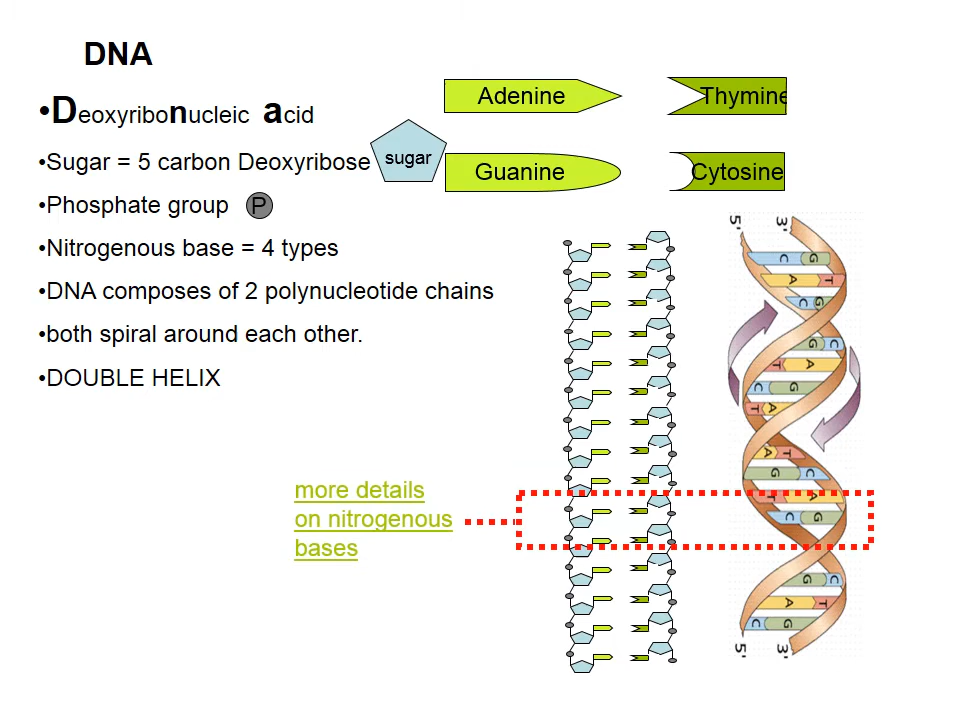 DNA
•Deoxyribonucleic acid
•Sugar = 5 carbon Deoxyribose
sugar
•Phosphate group P
•Nitrogenous base = 4 types
•DNA composes of 2 polynucleotide chains
•both spiral around each other.
•DOUBLE HELIX
Adenine Thymine
Guanine Cytosine
more details
on nitrogenous
bases
5' 3'
C G
A T
C G
G C
T A
C G
T A
A T
G C
T A
C G
G C
A T
C G
5' 3'